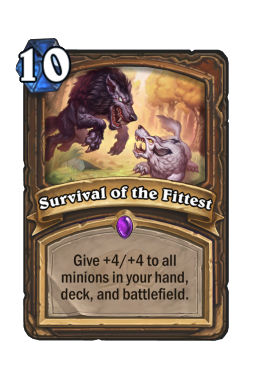 10
Survival of the Fittest
Give +4/+4 to all
minions in your hand,
deck, and battlefield.